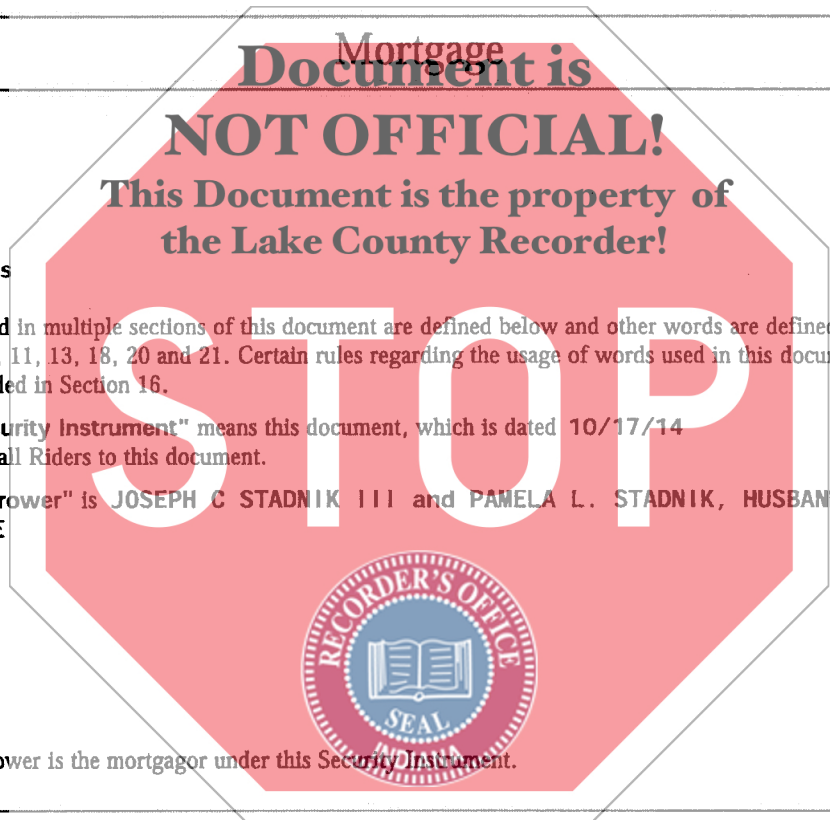 Mortgage
Document is
NOT OFFICIAL!
This Document is the property of
the Lake County Recorder!
s
d in multiple sections of this document are defined below and other words are defined
, 11, 13, 18, 20 and 21. Certain rules regarding the usage of words used in this docu
ed in Section 16.
urity Instrument" means this document, which is dated 10/17/14
all Riders to this document.
rower" is JOSEPH C STADNIK III and PAMELA L. STADNIK, HUSBAN
E
STOP
RECORDER'S OFFICE
SEAL
INDIANA
ower is the mortgagor under this Security Instrument.